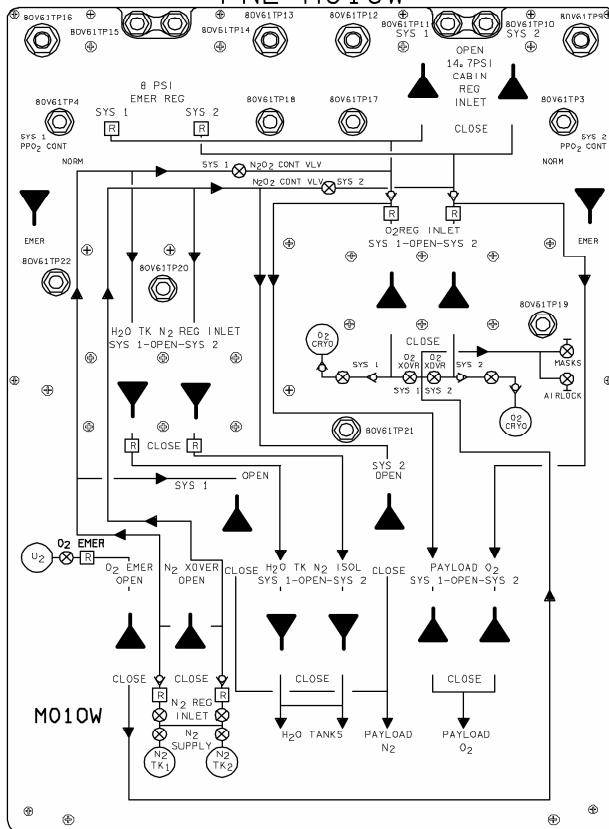 PNL M010W
80V61TP16
80V61TP15
80V61TP14
80V61TP13
80V61TP12
80V61TP11
SYS 1
80V61TP10
SYS 2
80V61TP9
OPEN
14.7PSI
CABIN
REG
INLET
CLOSE
8 PSI
EMER REG
SYS 1
SYS 2
R
R
80V61TP4
80V61TP18
80V61TP17
80V61TP3
SYS 1
PPO2 CONT
NORM
EMER
SYS 2
PPO2 CONT
NORM
EMER
SYS 1
N2O2 CONT VLV
N2O2 CONT VLV
SYS 2
R
R
O2REG INLET
SYS 1-OPEN-SYS 2
CLOSE
80V61TP22
80V61TP20
80V61TP19
H2O TK N2 REG INLET
SYS 1-OPEN-SYS 2
R
CLOSE
R
O2
CRYO
SYS 1
O2
XOVR
SYS 1
O2
XOVR
SYS 2
SYS 2
O2
CRYO
MASKS
AIRLOCK
80V61TP21
SYS 1
OPEN
SYS 2
OPEN
O2 EMER
R
O2 EMER
OPEN
CLOSE
N2 XOVER
OPEN
CLOSE
CLOSE
H2O TK N2 ISOL
SYS 1-OPEN-SYS 2
CLOSE
CLOSE
PAYLOAD O2
SYS 1-OPEN-SYS 2
CLOSE
R
R
N2 REG
INLET
N2
SUPPLY
N2
TK1
N2
TK2
M010W
H2O TANKS
PAYLOAD
N2
PAYLOAD
O2